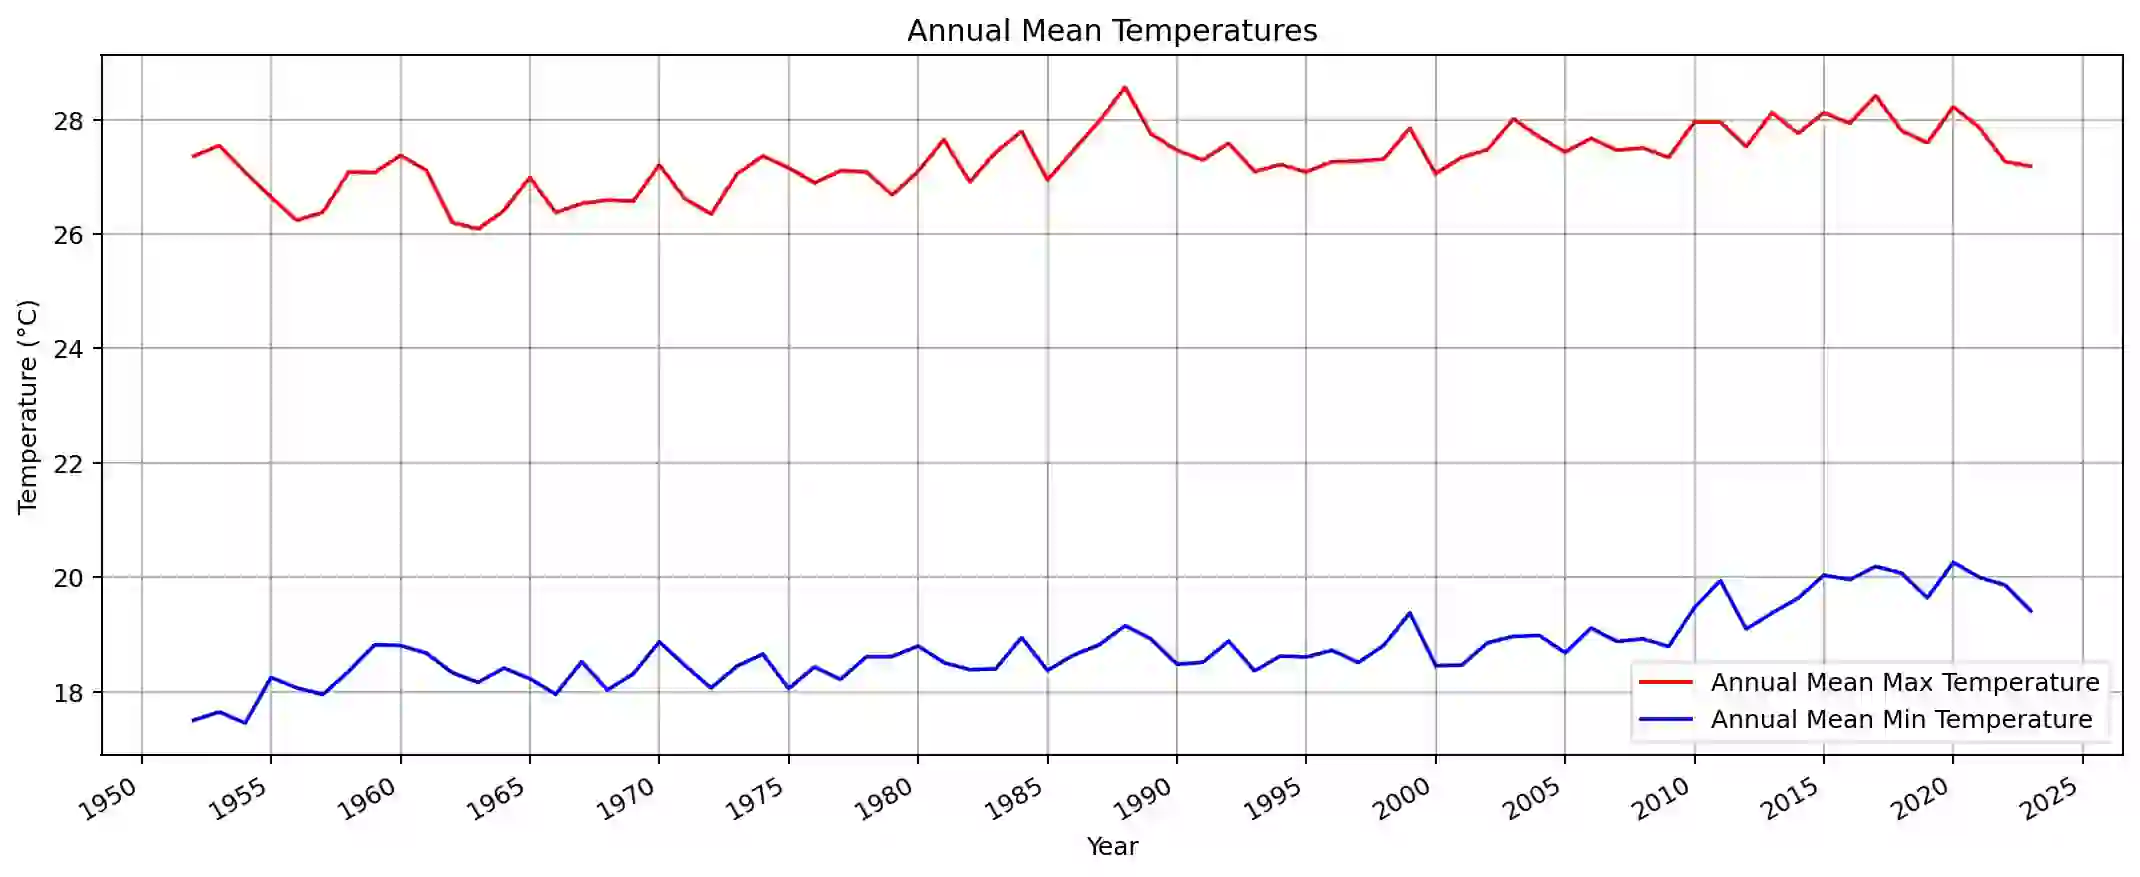 Annual Mean Temperatures
Temperature (°C)
28
26
24
22
20
18
Annual Mean Max Temperature
Annual Mean Min Temperature
1950 1955 1960 1965 1970 1975 1980 1985 1990 1995 2000 2005 2010 2015 2020 2025
Year